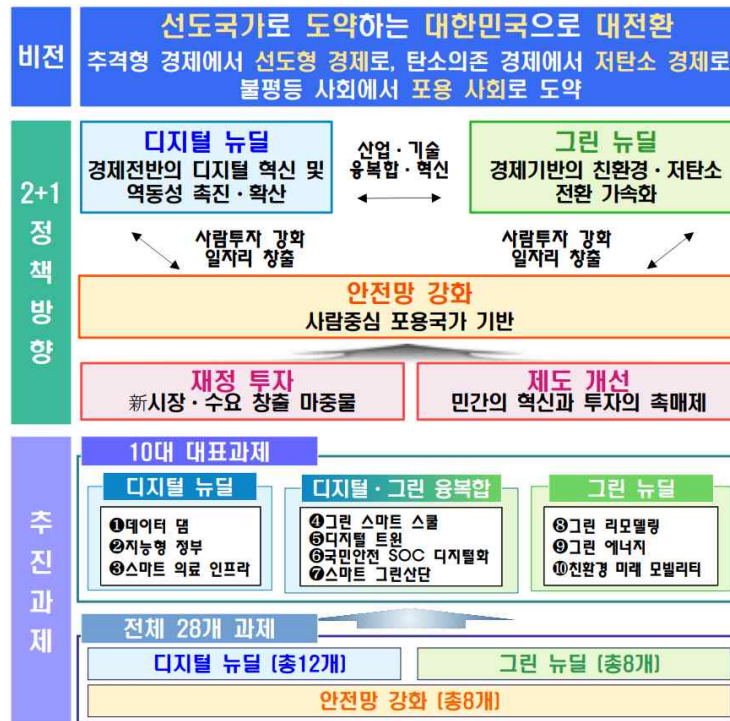 비전
선도국가로 도약하는 대한민국으로 대전환
추격형 경제에서 선도형 경제로, 탄소의존 경제에서 저탄소 경제로
불평등 사회에서 포용 사회로 도약
2+1
정
책
방
향
디지털 뉴딜
경제전반의 디지털 혁신 및
역동성 촉진·확산
산업·기술
융복합·혁신
그린 뉴딜
경제기반의 친환경·저탄소
전환 가속화
사람투자 강화
일자리 창출
사람투자 강화
일자리 창출
안전망 강화
사람중심 포용국가 기반
재정 투자
新시장·수요 창출 마중물
제도 개선
민간의 혁신과 투자의 촉매제
추
진
과
제
10대 대표과제
디지털 뉴딜
❶데이터 댐
❷지능형 정부
❸스마트 의료 인프라
디지털·그린 융복합
❹그린 스마트 스쿨
❺디지털 트윈
❻국민안전 SOC 디지털화
❼스마트 그린산단
그린 뉴딜
❽그린 리모델링
❾그린 에너지
❿친환경 미래 모빌리티
전체 28개 과제
디지털 뉴딜 (총12개)
그린 뉴딜 (총8개)
안전망 강화 (총8개)